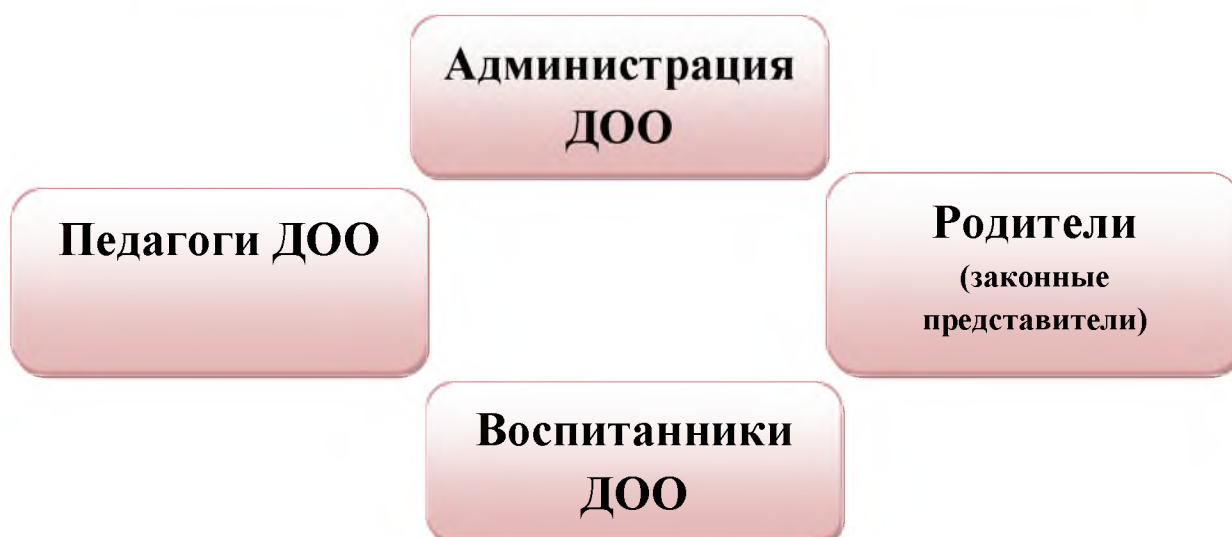 Администрация
ДОО
Педагоги ДОО
Родители
(законные
представители)
Воспитанники
ДОО